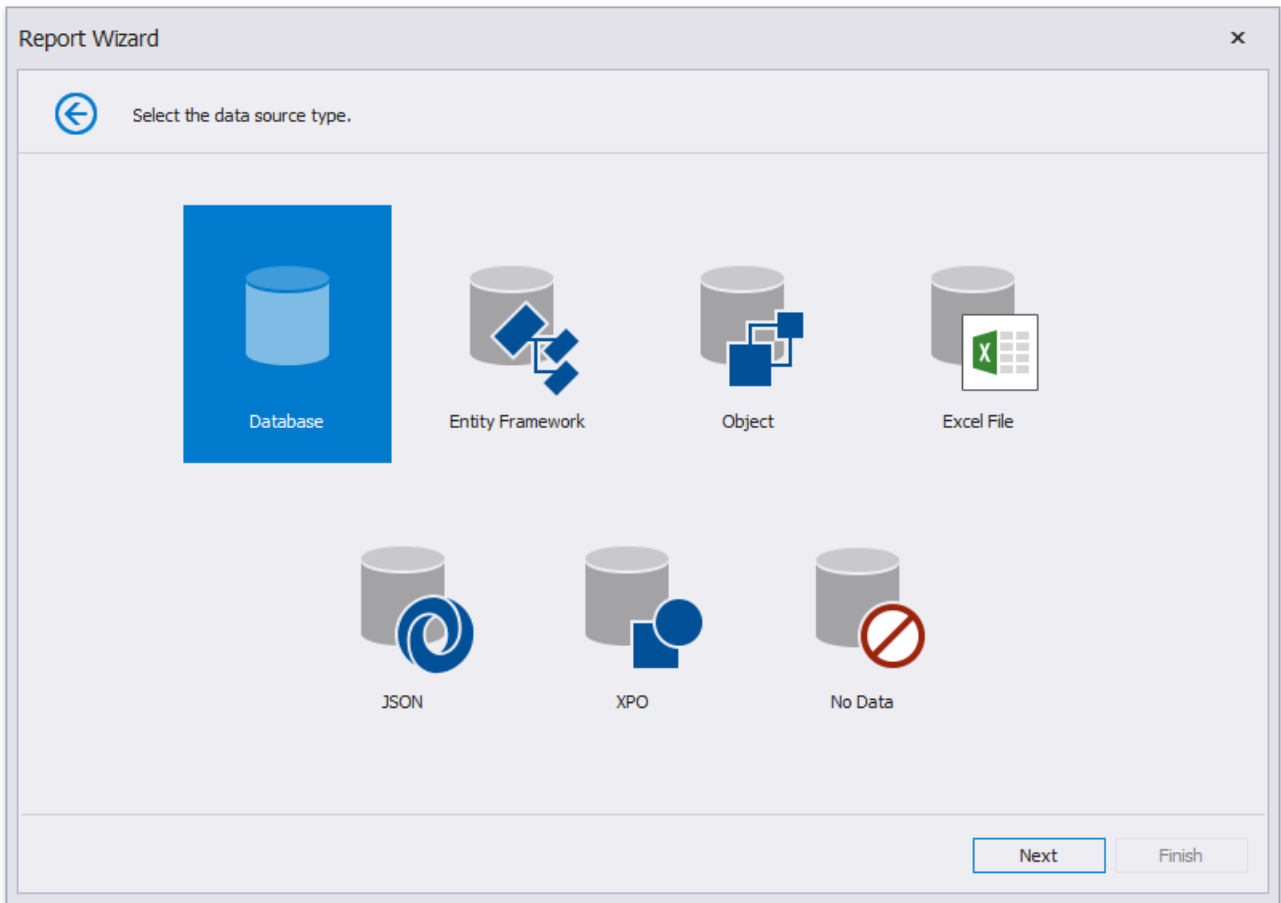 Report Wizard
Select the data source type.
Database
Entity Framework
Object
Excel File
JSON
XPO
No Data
Next
Finish